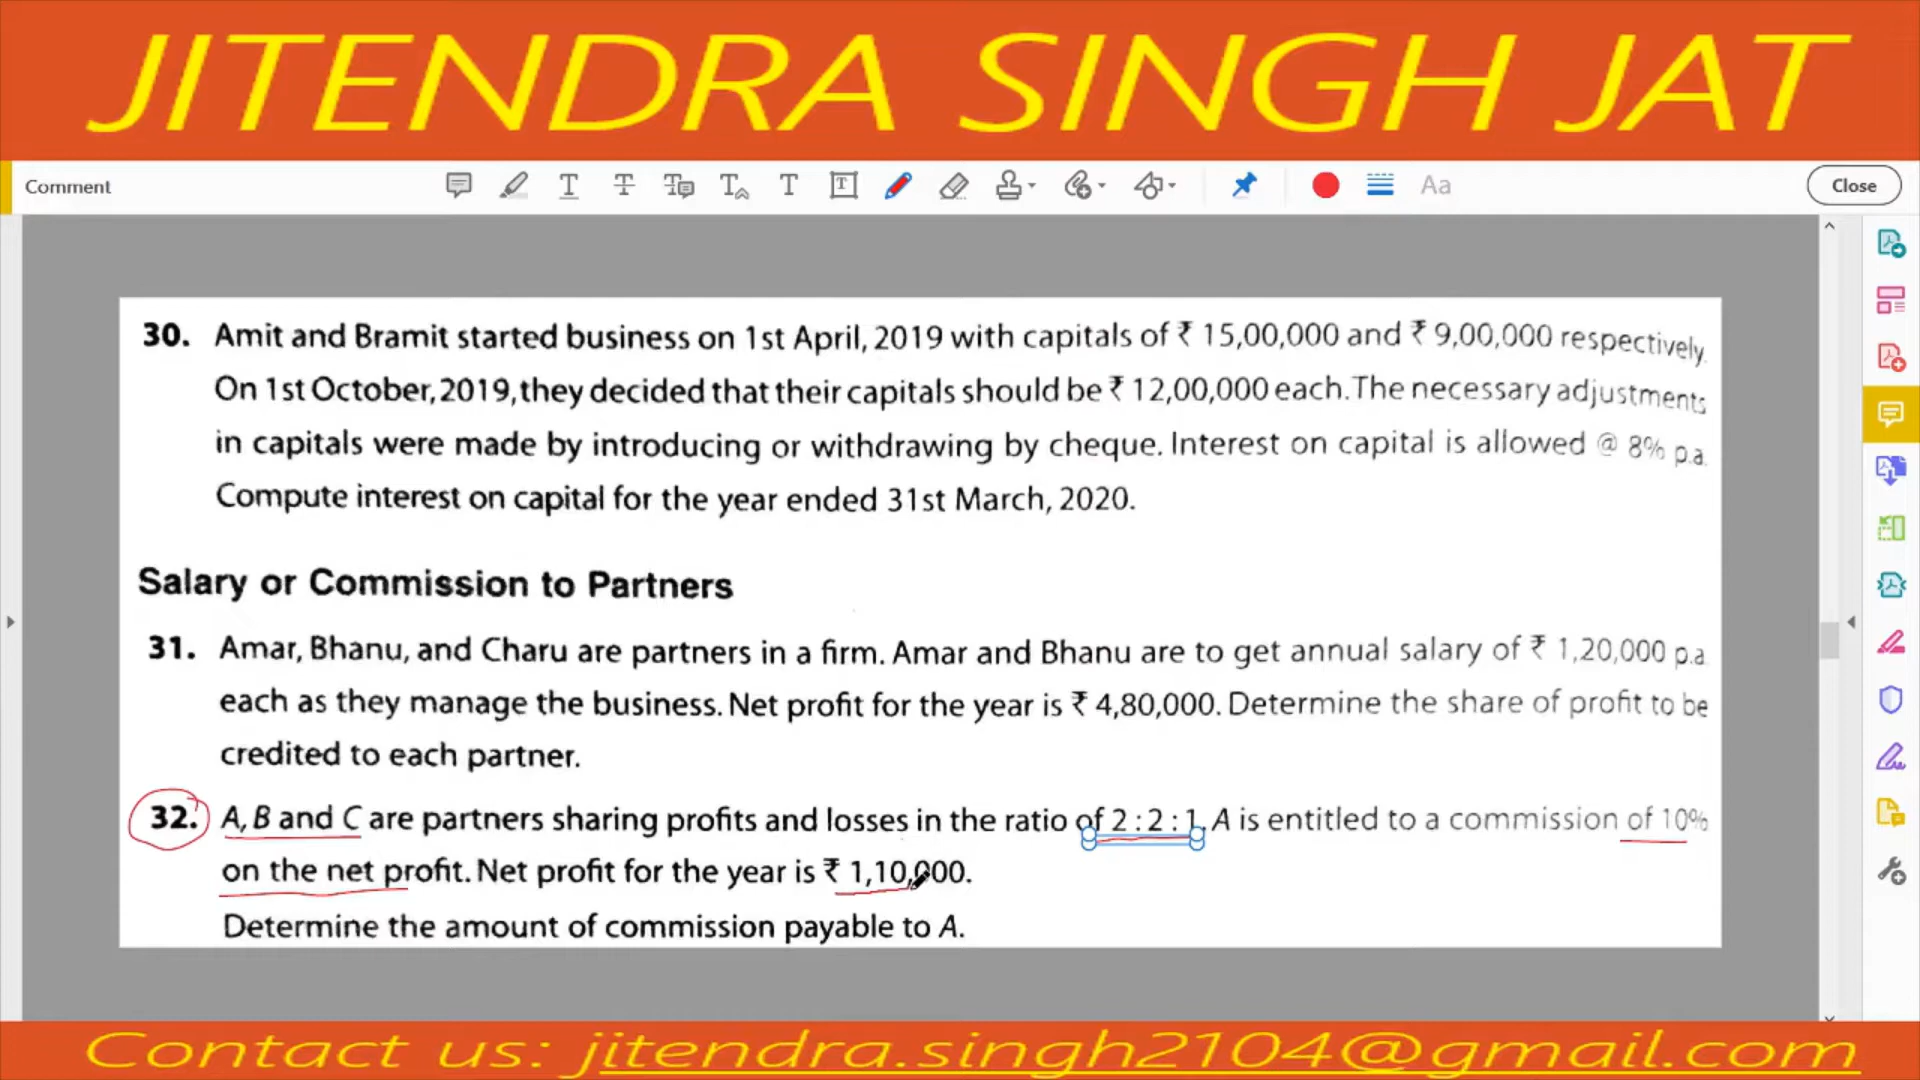 JITENDRA SINGH JAT
Comment
Aa
Close
30. Amit and Bramit started business on 1st April, 2019 with capitals of ₹ 15,00,000 and ₹ 9,00,000 respectively.
On 1st October, 2019, they decided that their capitals should be ₹ 12,00,000 each. The necessary adjustments
in capitals were made by introducing or withdrawing by cheque. Interest on capital is allowed @ 8% p.a.
Compute interest on capital for the year ended 31st March, 2020.
Salary or Commission to Partners
31. Amar, Bhanu, and Charu are partners in a firm. Amar and Bhanu are to get annual salary of ₹ 1,20,000 p.a.
each as they manage the business. Net profit for the year is ₹ 4,80,000. Determine the share of profit to be
credited to each partner.
32. A, B and C are partners sharing profits and losses in the ratio of 2 : 2 : 1. A is entitled to a commission of 10%
on the net profit. Net profit for the year is ₹ 1,10,000.
Determine the amount of commission payable to A.
Contact us: jitendra.singh2104@gmail.com